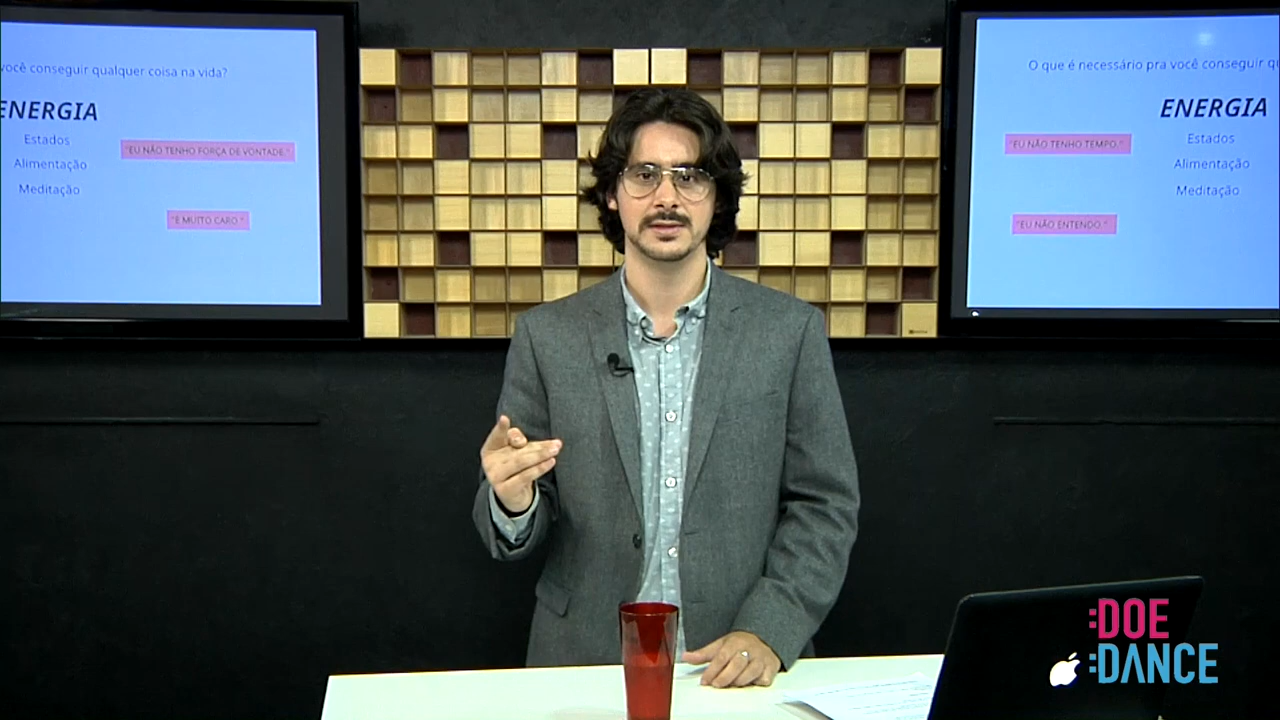 você conseguir qualquer coisa na vida?
ENERGIA
Estados
Alimentação
Meditação
"EU NÃO TENHO FORÇA DE VONTADE."
"É MUITO CARO."
O que é necessário pra você conseguir
ENERGIA
"EU NÃO TENHO TEMPO."
Estados
Alimentação
Meditação
"EU NÃO ENTENDO."
:DOE
:DANCE